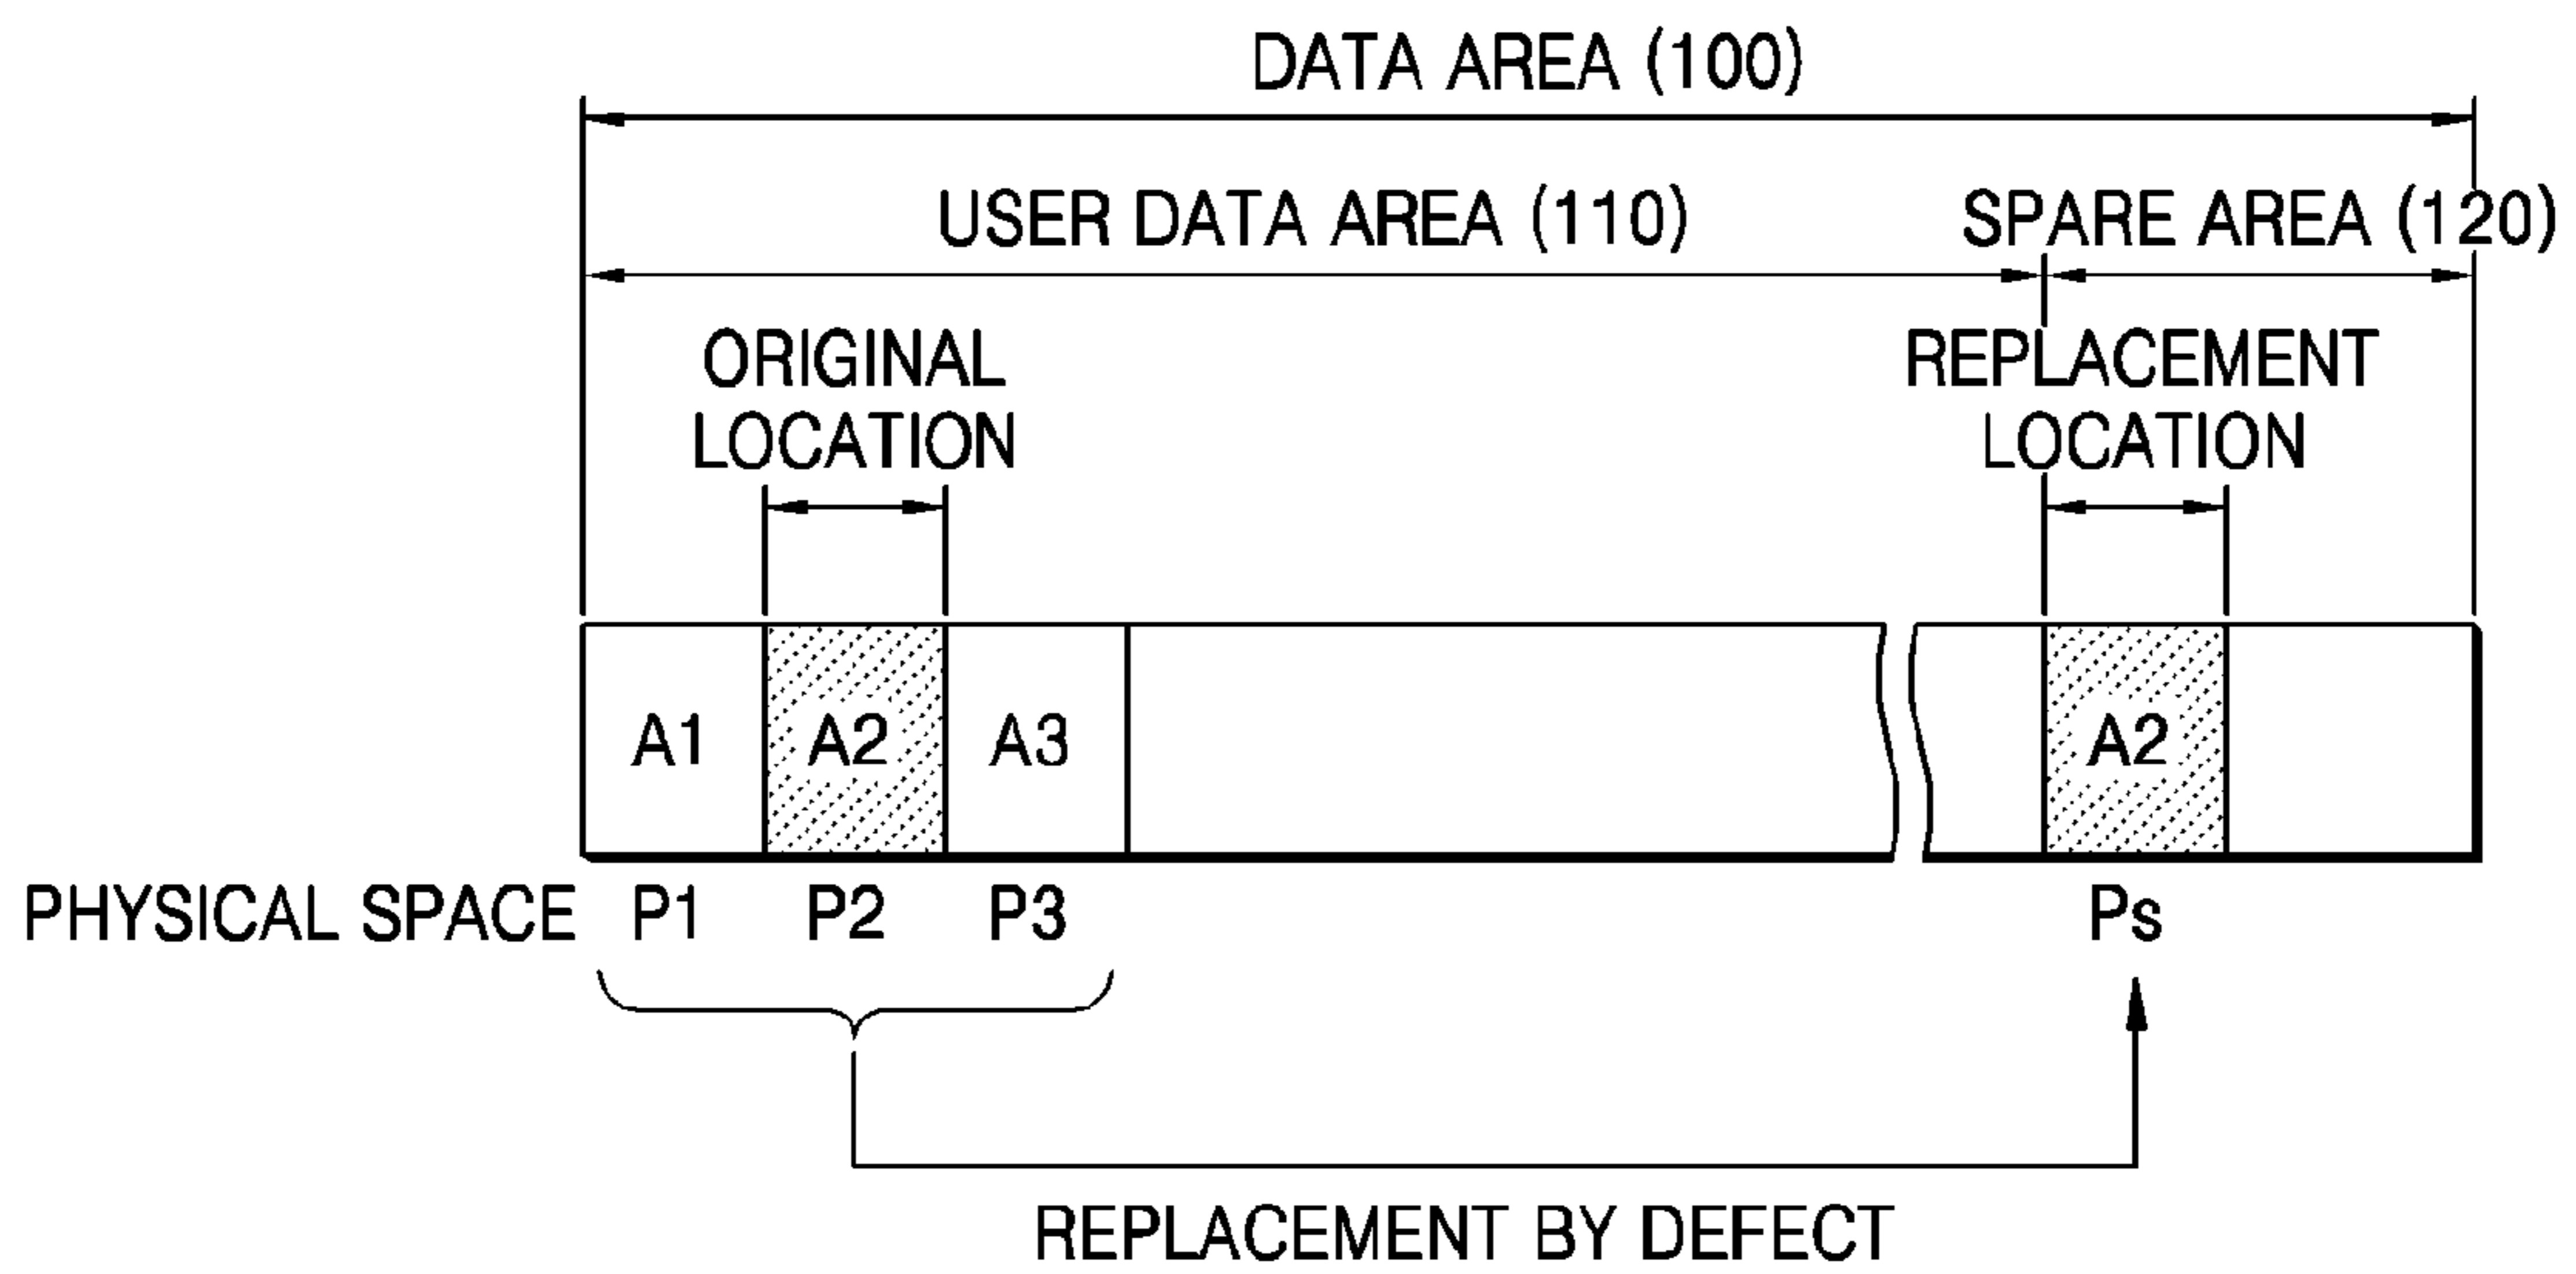 DATA AREA (100)
USER DATA AREA (110) SPARE AREA (120)
ORIGINAL LOCATION
REPLACEMENT LOCATION
A1 A2 A3 A2
PHYSICAL SPACE P1 P2 P3 Ps
REPLACEMENT BY DEFECT